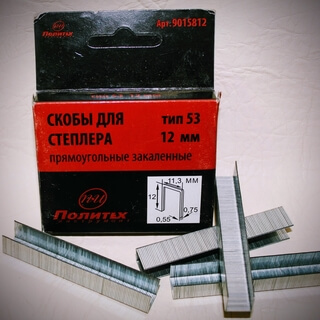 Арт: 9015812
Политех
СКОБЫ ДЛЯ тип 53
СТЕПЛЕРА 12 мм
прямоугольные закаленные
11,3 мм
12
0,75
0,55
Политех